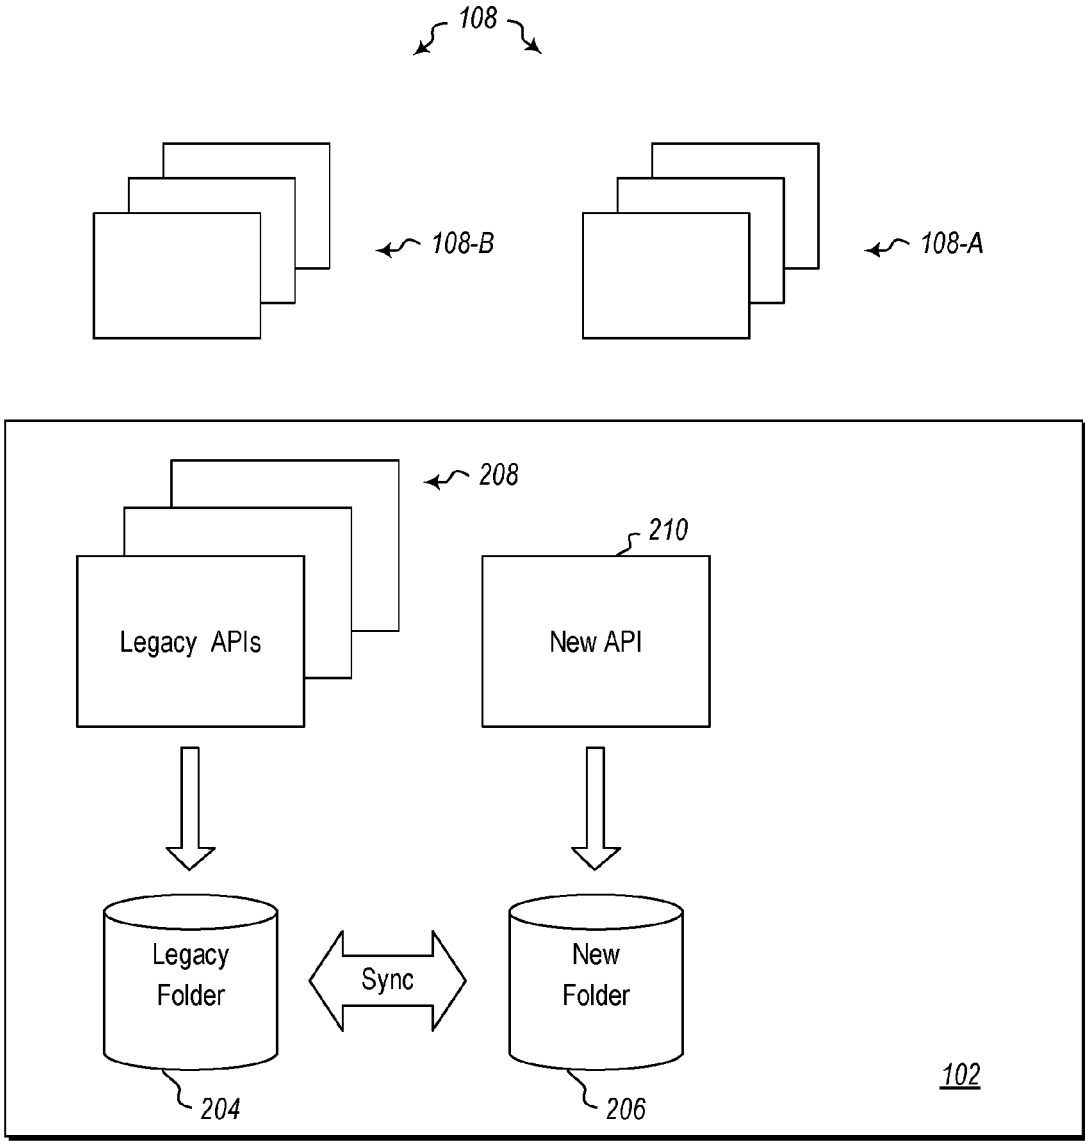 108
108-B
108-A
208
210
Legacy APIs
New API
Legacy
Folder
Sync
New
Folder
102
204
206